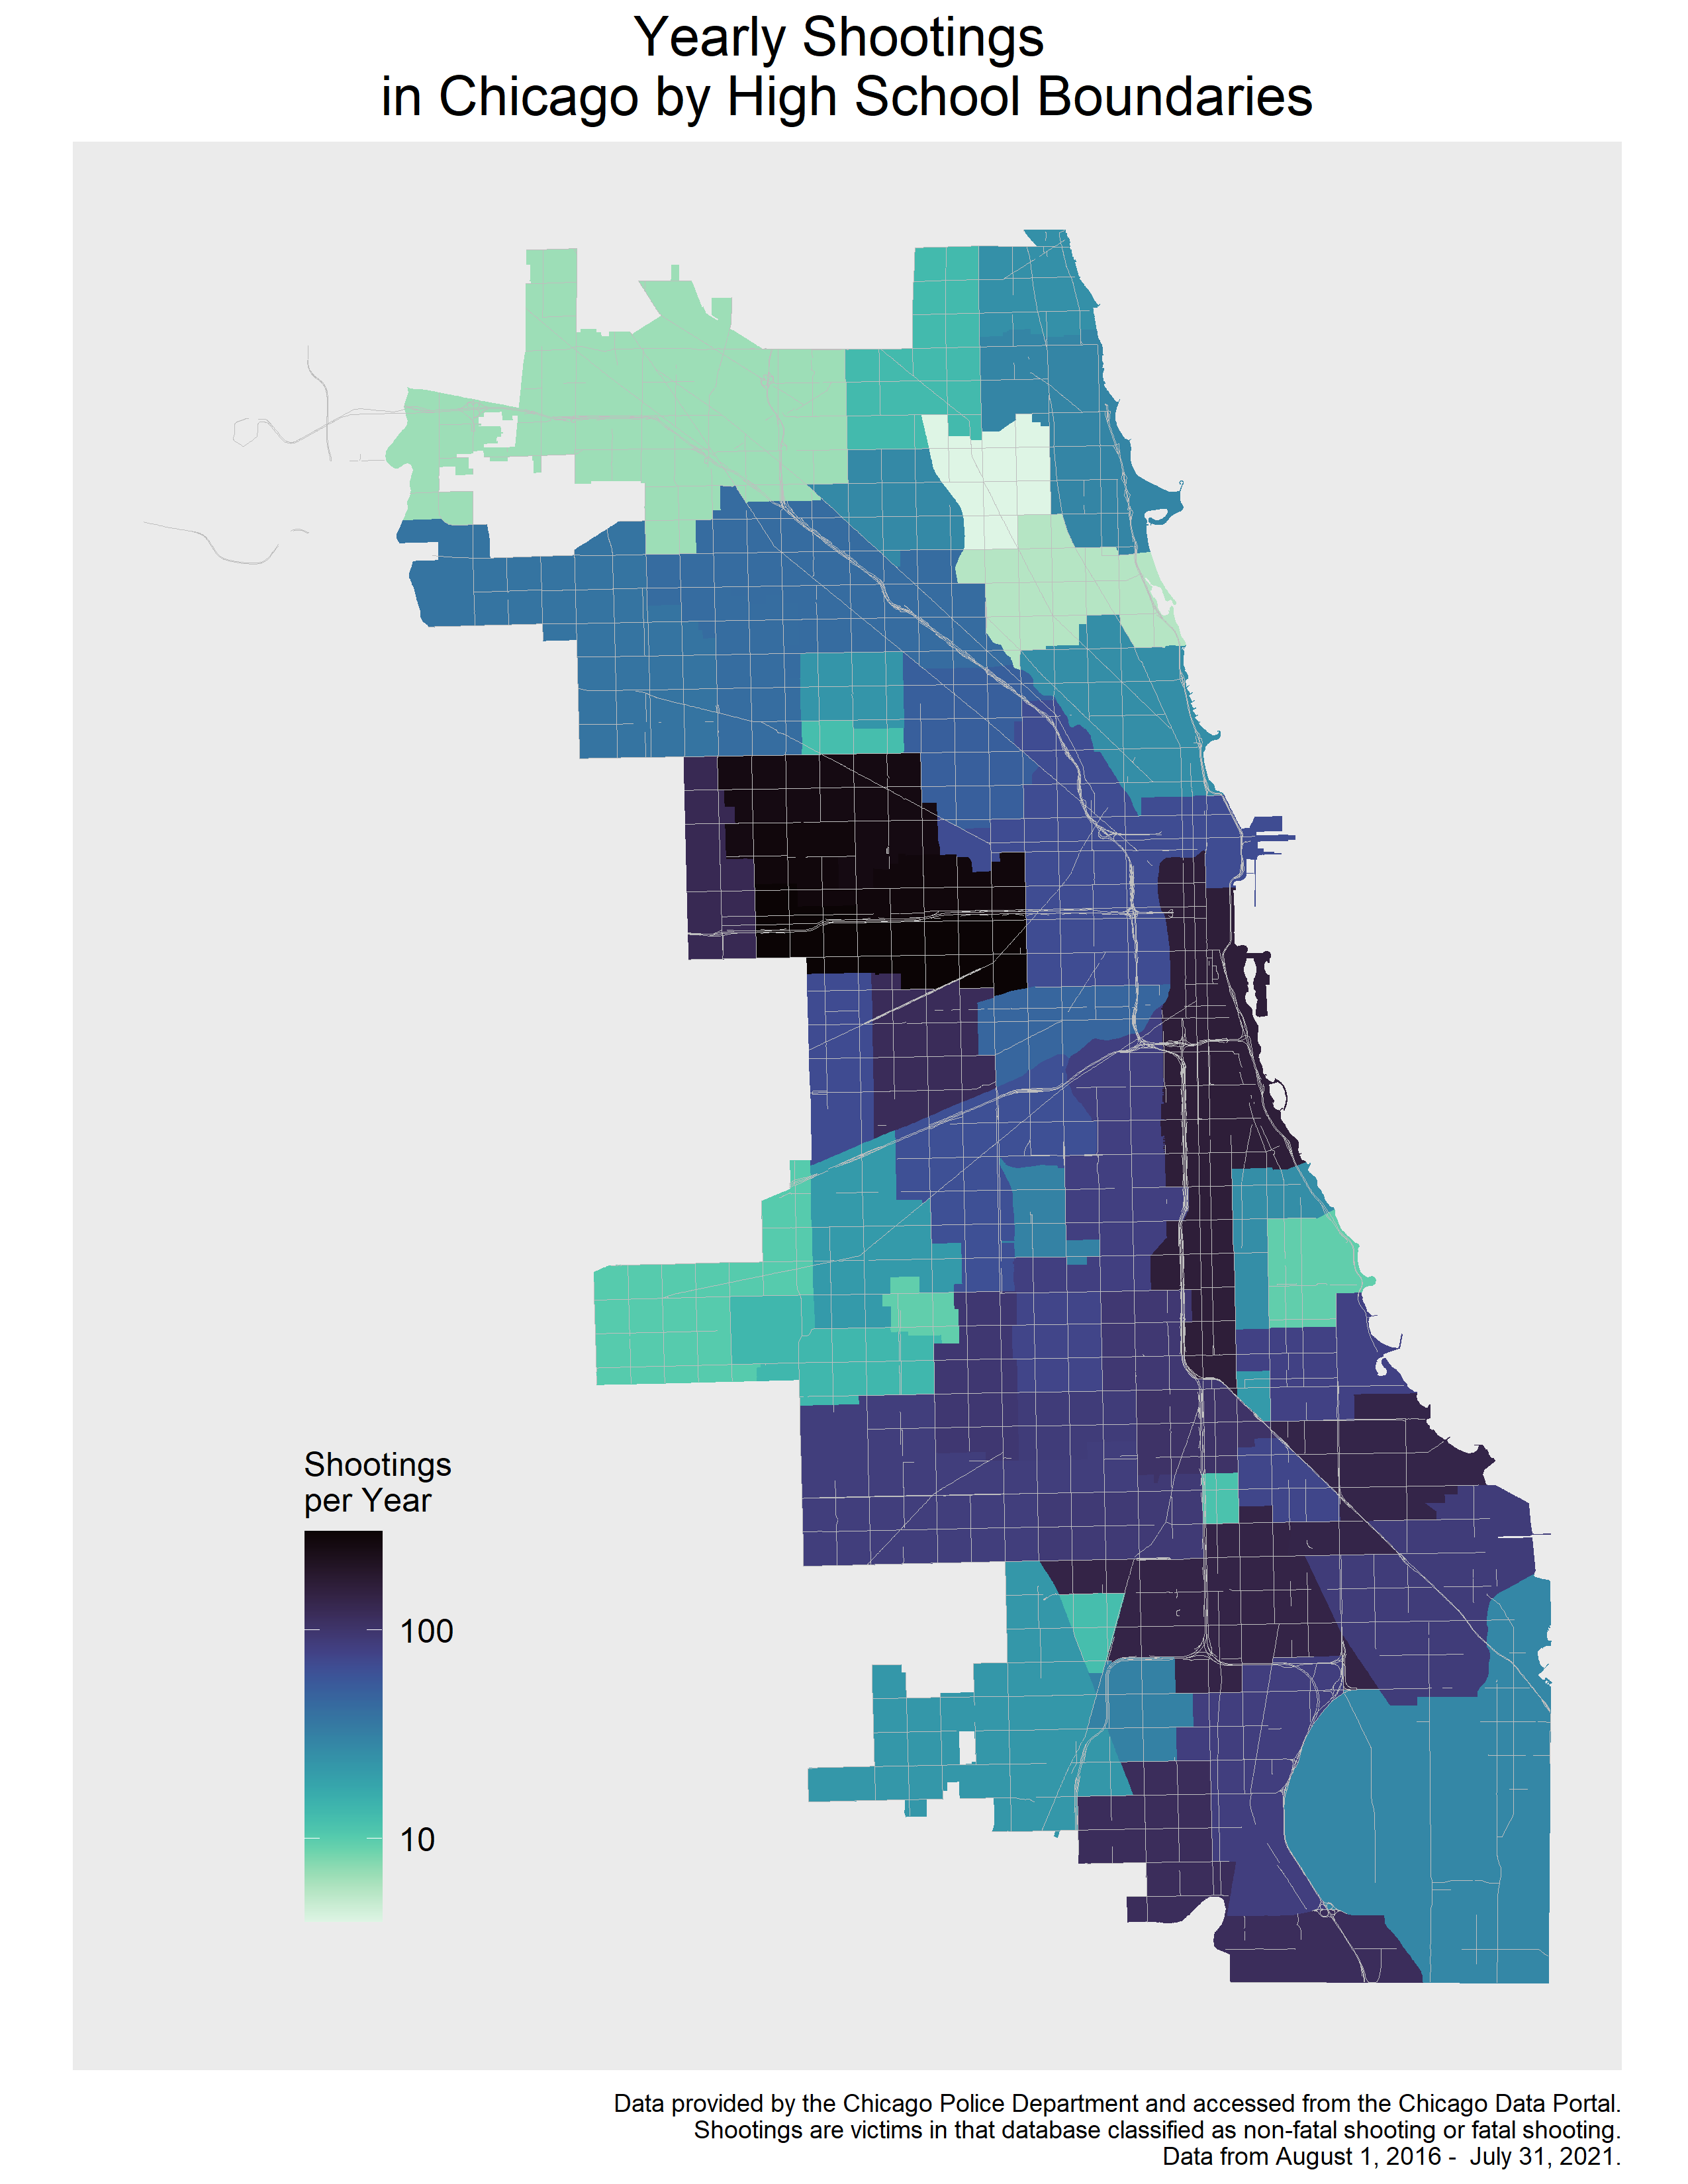 Yearly Shootings
in Chicago by High School Boundaries
Shootings
per Year
100
10
Data provided by the Chicago Police Department and accessed from the Chicago Data Portal.
Shootings are victims in that database classified as non-fatal shooting or fatal shooting.
Data from August 1, 2016 -  July 31, 2021.